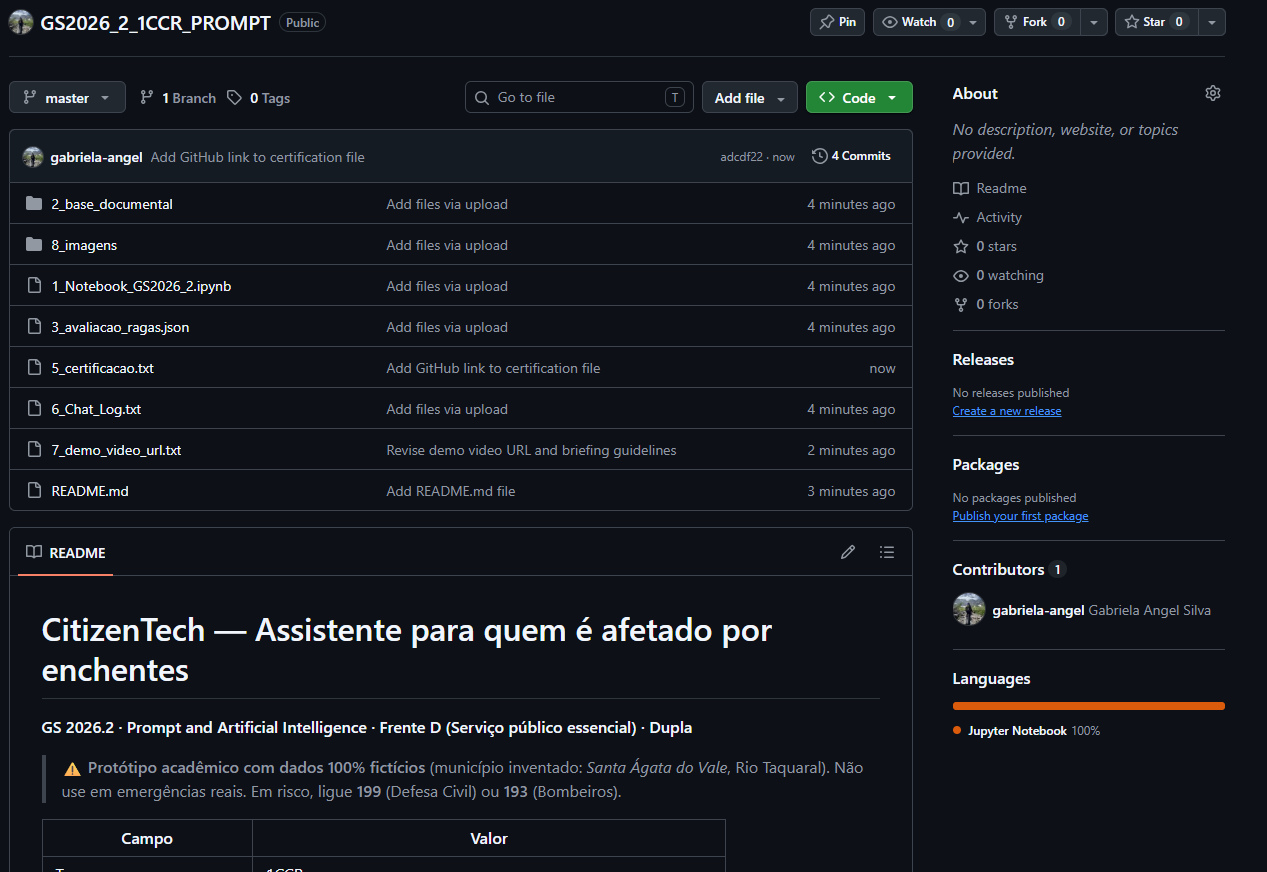 GS2026_2_1CCR_PROMPT Public
Pin Watch 0 Fork 0 Star 0
master 1 Branch 0 Tags Go to file T Add file Code
gabriela-angel Add GitHub link to certification file adcdf22 · now 4 Commits
2_base_documental Add files via upload 4 minutes ago
8_imagens Add files via upload 4 minutes ago
1_Notebook_GS2026_2.ipynb Add files via upload 4 minutes ago
3_avaliacao_ragas.json Add files via upload 4 minutes ago
5_certificacao.txt Add GitHub link to certification file now
6_Chat_Log.txt Add files via upload 4 minutes ago
7_demo_video_url.txt Revise demo video URL and briefing guidelines 2 minutes ago
README.md Add README.md file 3 minutes ago
README
CitizenTech — Assistente para quem é afetado por
enchentes
GS 2026.2 · Prompt and Artificial Intelligence · Frente D (Serviço público essencial) · Dupla
⚠️ Protótipo acadêmico com dados 100% fictícios (município inventado: Santa Ágata do Vale, Rio Taquaral). Não
use em emergências reais. Em risco, ligue 199 (Defesa Civil) ou 193 (Bombeiros).
Campo Valor
1CCR
About
No description, website, or topics
provided.
Readme
Activity
0 stars
0 watching
0 forks
Releases
No releases published
Create a new release
Packages
No packages published
Publish your first package
Contributors 1
gabriela-angel Gabriela Angel Silva
Languages
Jupyter Notebook 100%